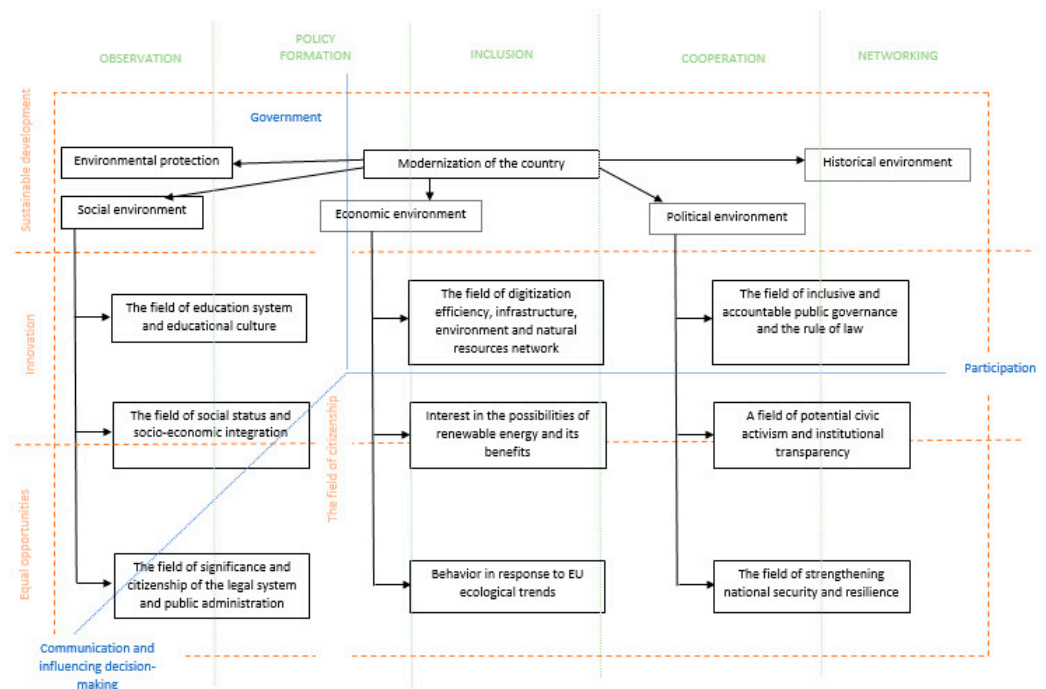 POLICY
FORMATION
OBSERVATION
INCLUSION
COOPERATION
NETWORKING
Sustainable development
Government
Environmental protection
Modernization of the country
Historical environment
Social environment
Economic environment
Political environment
Innovation
The field of education system
and educational culture
The field of digitization
efficiency, infrastructure,
environment and natural
resources network
The field of inclusive and
accountable public governance
and the rule of law
Participation
The field of citizenship
The field of social status and
socio-economic integration
Interest in the possibilities of
renewable energy and its
benefits
A field of potential civic
activism and institutional
transparency
Equal opportunities
The field of significance and
citizenship of the legal system
and public administration
Behavior in response to EU
ecological trends
The field of strengthening
national security and resilience
Communication and
influencing decision-
making